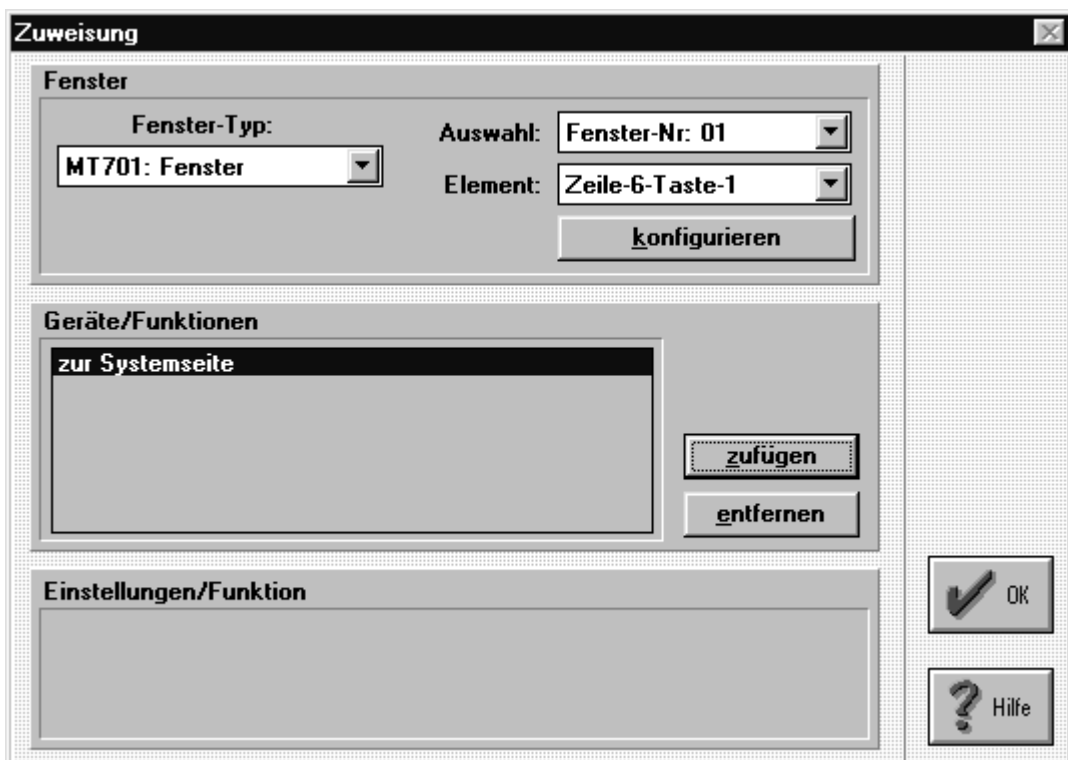 Zuweisung
Fenster
Fenster-Typ:
MT701: Fenster
Auswahl:
Fenster-Nr: 01
Element:
Zeile-6-Taste-1
konfigurieren
Geräte/Funktionen
zur Systemseite
zufügen
entfernen
Einstellungen/Funktion
OK
Hilfe